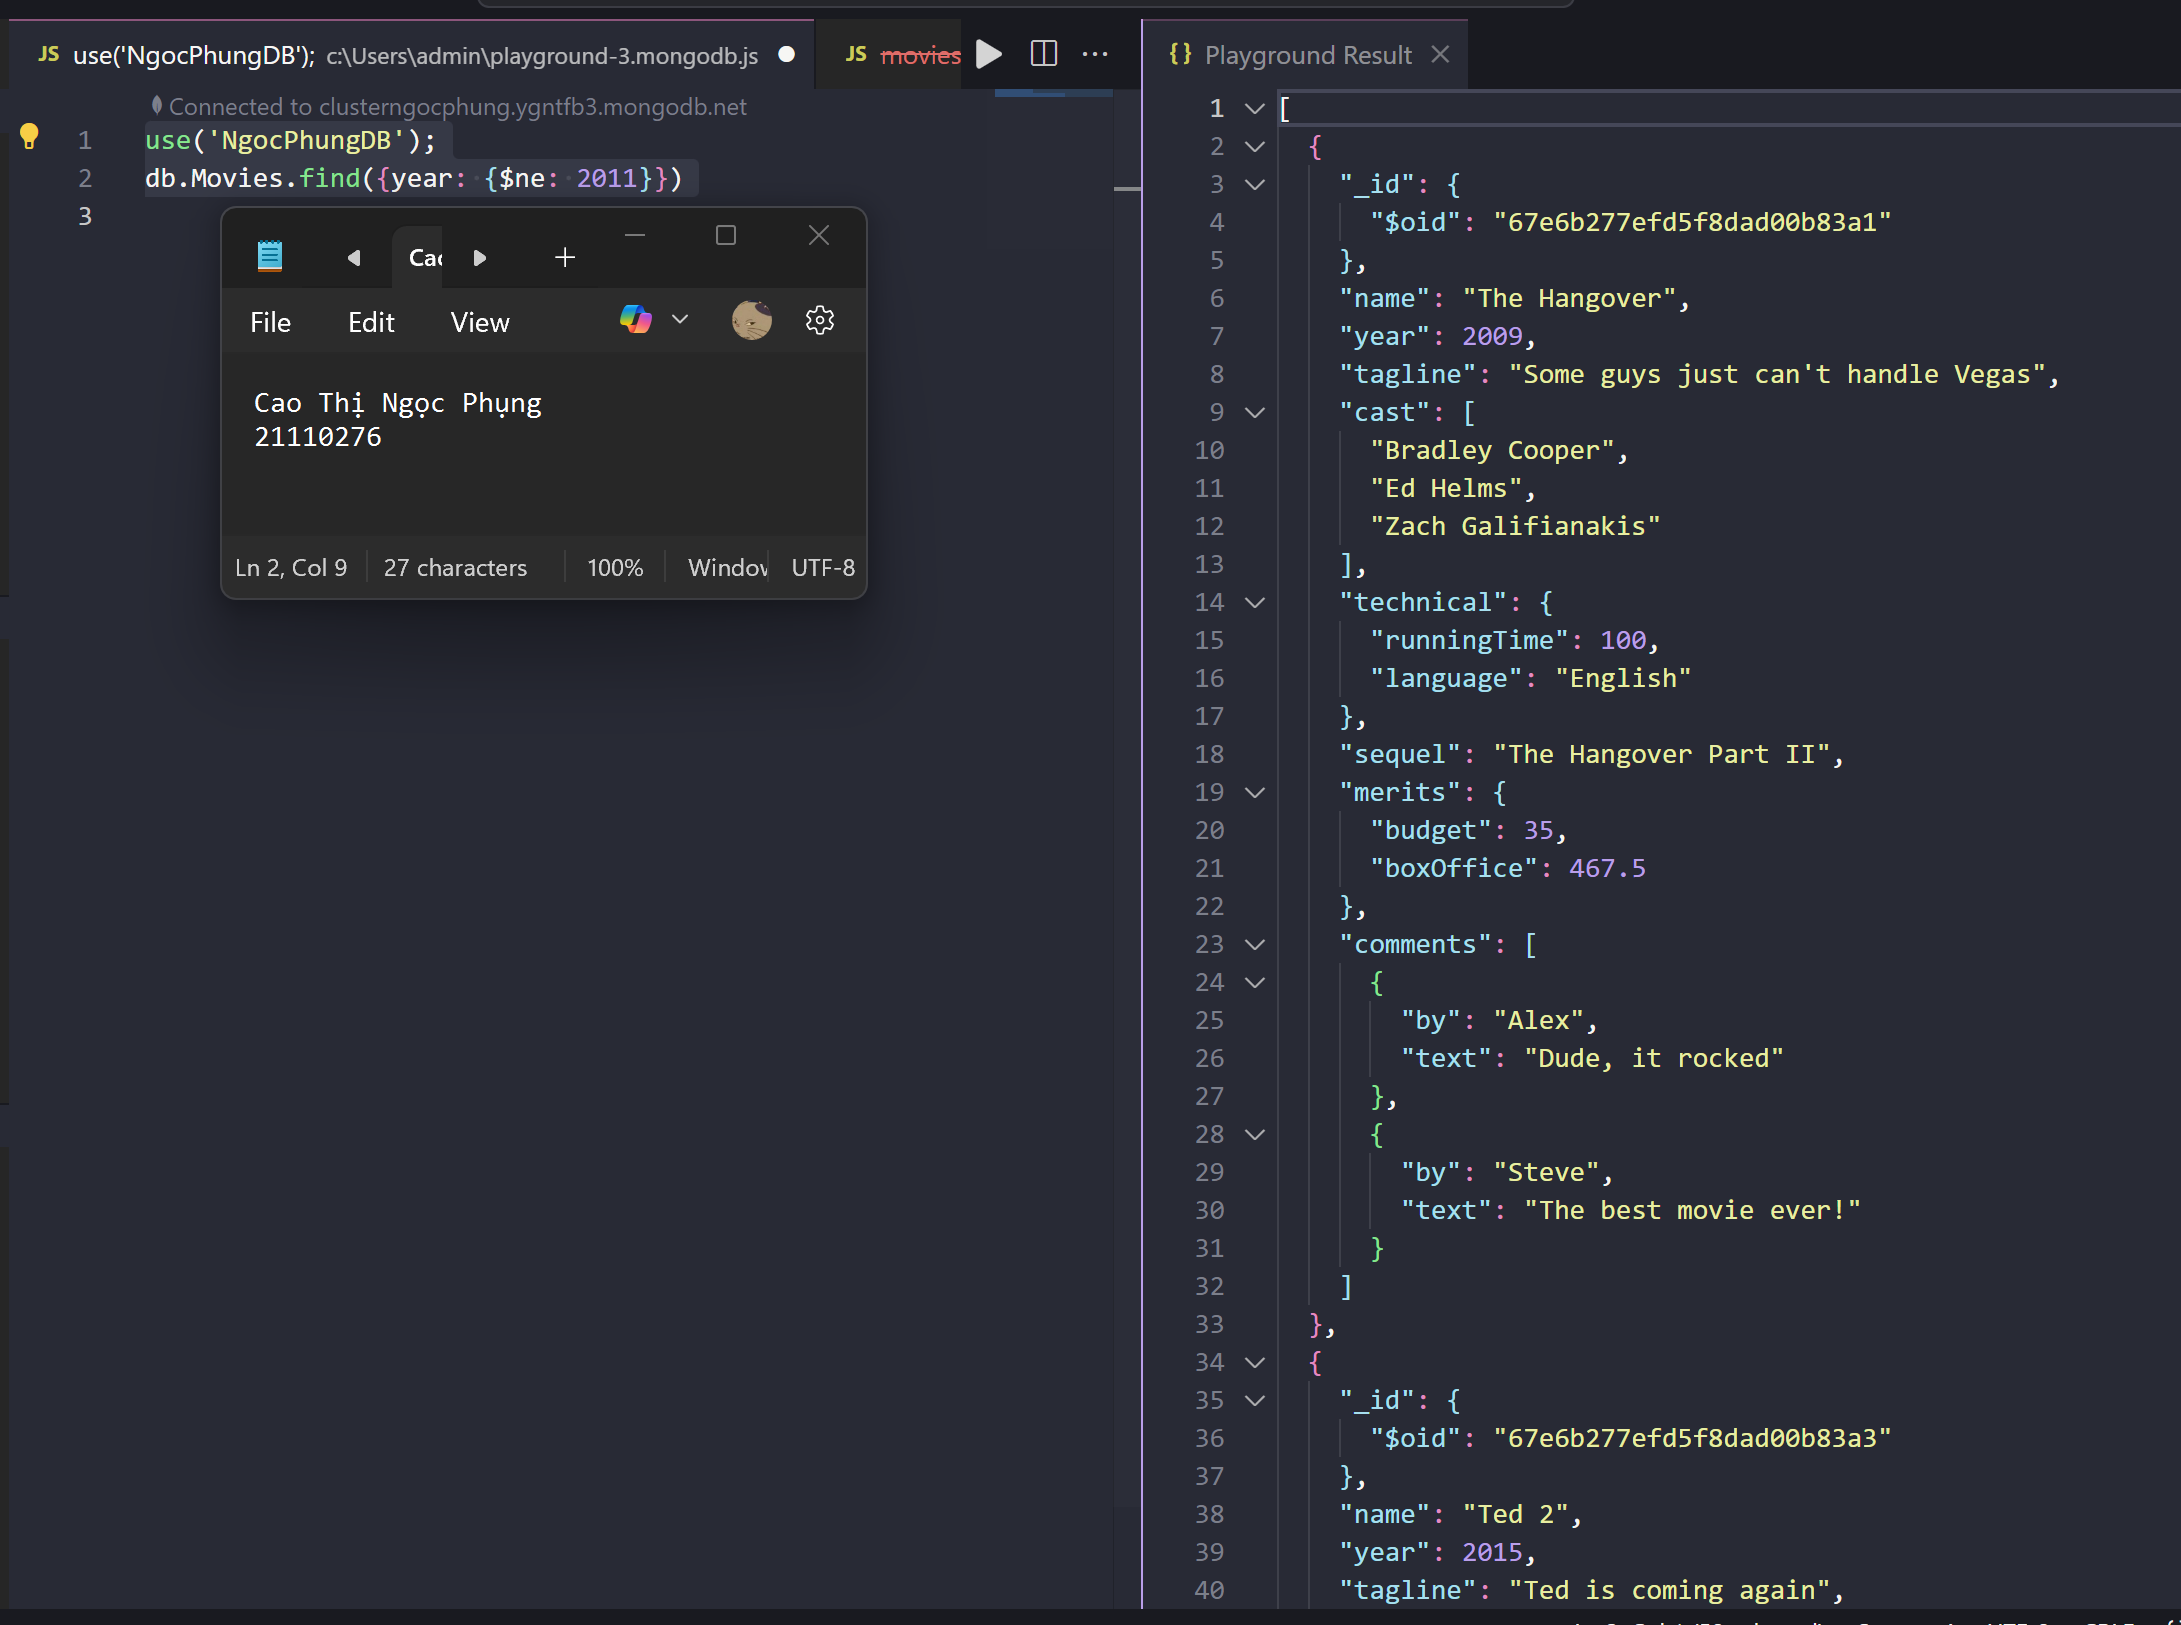 JS use('NgocPhungDB'); c:\Users\admin\playground-3.mongodb.js
JS movies
Connected to clusterngocphung.ygntfb3.mongodb.net
1 use('NgocPhungDB');
2 db.Movies.find({year: {$ne: 2011}})
3
File Edit View
Cao Thị Ngọc Phụng
21110276
Ln 2, Col 9 27 characters 100% UTF-8
{} Playground Result
1 [
2 {
3 "_id": {
4 "$oid": "67e6b277efd5f8dad00b83a1"
5 },
6 "name": "The Hangover",
7 "year": 2009,
8 "tagline": "Some guys just can't handle Vegas",
9 "cast": [
10 "Bradley Cooper",
11 "Ed Helms",
12 "Zach Galifianakis"
13 ],
14 "technical": {
15 "runningTime": 100,
16 "language": "English"
17 },
18 "sequel": "The Hangover Part II",
19 "merits": {
20 "budget": 35,
21 "boxOffice": 467.5
22 },
23 "comments": [
24 {
25 "by": "Alex",
26 "text": "Dude, it rocked"
27 },
28 {
29 "by": "Steve",
30 "text": "The best movie ever!"
31 }
32 ]
33 },
34 {
35 "_id": {
36 "$oid": "67e6b277efd5f8dad00b83a3"
37 },
38 "name": "Ted 2",
39 "year": 2015,
40 "tagline": "Ted is coming again",